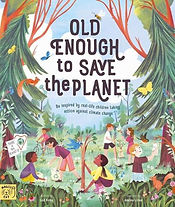 OLD
ENOUGH
to SAVE
the PLANET
Be inspired by real-life children taking
action against climate change